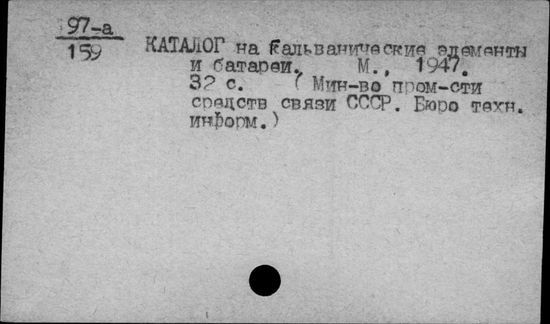 97-а
159
КАТАЛОГ на гальванические элементы
и батареи. М., 1947.
32 с. (Мин-во пром-сти
средств связи СССР. Бюро техн.
информ.)